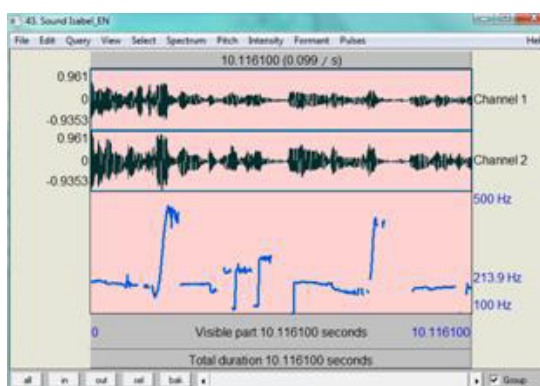 43. Sound Isabel_EN
File Edit Query View Select Spectrum Pitch Intensity Formant Pulses Hel
10.116100 (0.099 / s)
0.961
0
-0.9353
Channel 1
0.961
0
-0.9353
Channel 2
500 Hz
213.9 Hz
100 Hz
0 Visible part 10.116100 seconds 10.116100
Total duration 10.116100 seconds
all in out sel bak Group